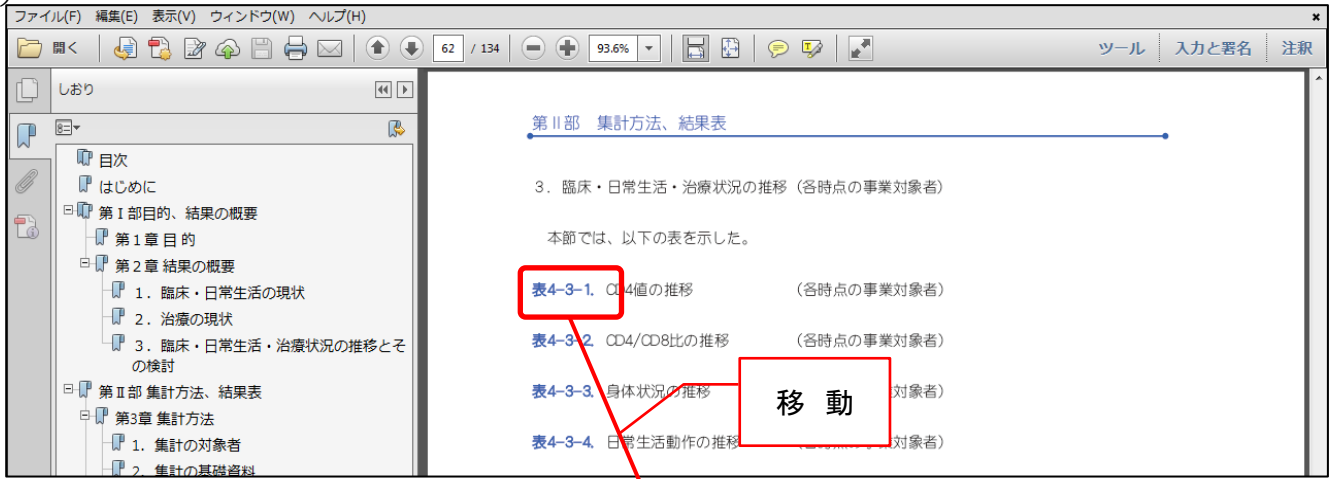 ファイル(F) 編集(E) 表示(V) ウィンドウ(W) ヘルプ(H)
開く 62 / 134 93.6% ツール 入力と署名 注釈
しおり
目次
はじめに
第Ⅰ部目的、結果の概要
第1章 目 的
第2章 結果の概要
1. 臨床・日常生活の現状
2. 治療の現状
3. 臨床・日常生活・治療状況の推移とそ
の検討
第Ⅱ部 集計方法、結果表
第3章 集計方法
1. 集計の対象者
2. 集計の基礎資料
第Ⅱ部 集計方法、結果表
3. 臨床・日常生活・治療状況の推移(各時点の事業対象者)
本節では、以下の表を示した。
表4-3-1. CD4値の推移 (各時点の事業対象者)
表4-3-2. CD4/CD8比の推移 (各時点の事業対象者)
表4-3-3. 身体状況の推移 対象者)
表4-3-4. 日常生活動作の推移 対象者)
移 動